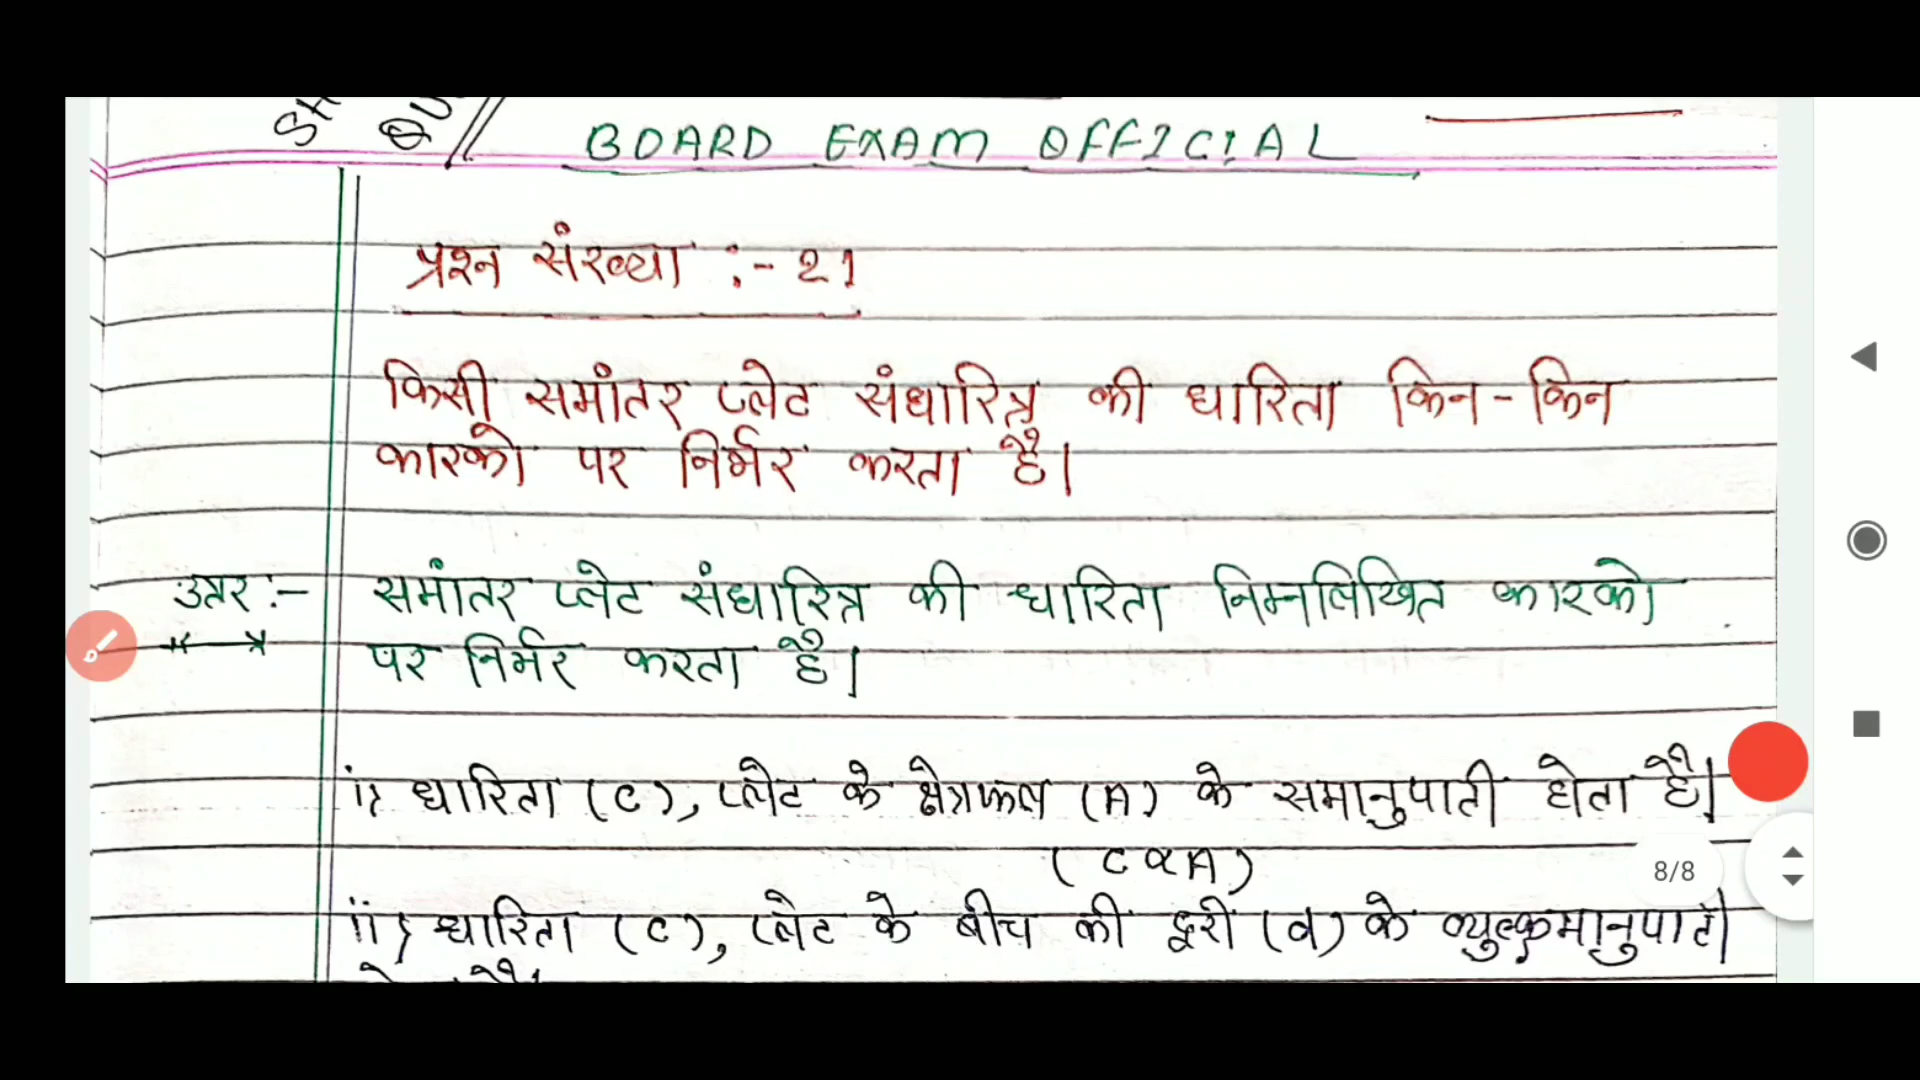 BOARD EXAM OFFICIAL
प्रश्न संख्या :- 21
किसी समांतर प्लेट संधारित्र की धारिता किन-किन
कारको पर निर्भर करता है।
उत्तर:- समांतर प्लेट संधारित्र की धारिता निम्नलिखित कारको
पर निर्भर करता है।
i) धारिता (C), प्लेट के क्षेत्रफल (A) के समानुपाती होता है।
(C ∝ A)
8/8
ii) धारिता (C), प्लेट के बीच की दूरी (d) के व्युत्क्रमानुपाती